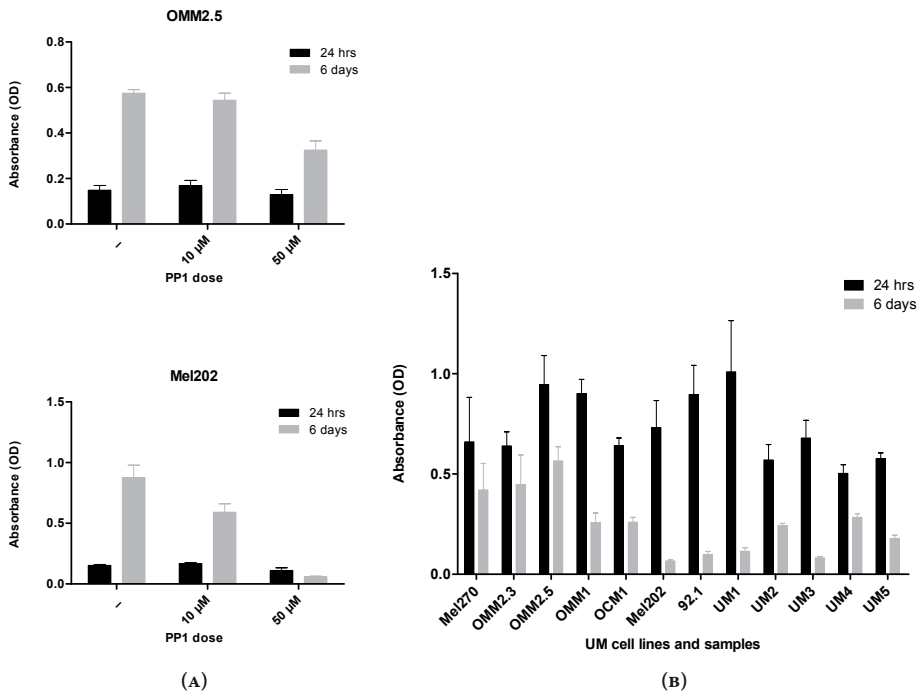 OMM2.5
0.8
0.6
0.4
0.2
0.0
Absorbance (OD)
24 hrs
6 days
–
10 µM
50 µM
PP1 dose
Mel202
1.5
1.0
0.5
0.0
Absorbance (OD)
24 hrs
6 days
–
10 µM
50 µM
PP1 dose
(A)
1.5
1.0
0.5
0.0
Absorbance (OD)
24 hrs
6 days
Mel270
OMM2.3
OMM2.5
OMM1
OCM1
Mel202
92.1
UM1
UM2
UM3
UM4
UM5
UM cell lines and samples
(B)